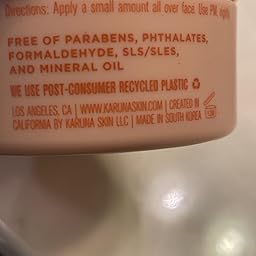 Directions: Apply a small amount all over face. Use P.M. nightly.
FREE OF PARABENS, PHTHALATES,
FORMALDEHYDE, SLS/SLES,
AND MINERAL OIL
WE USE POST-CONSUMER RECYCLED PLASTIC
LOS ANGELES, CA | WWW.KARUNASKIN.COM | CREATED IN
CALIFORNIA BY KARUNA SKIN LLC | MADE IN SOUTH KOREA